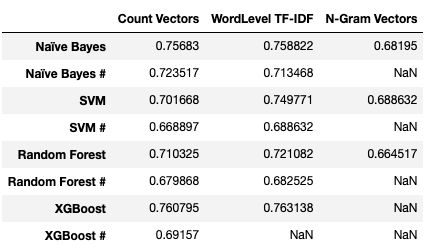 Count Vectors WordLevel TF-IDF N-Gram Vectors
Naïve Bayes 0.75683 0.758822 0.68195
Naïve Bayes # 0.723517 0.713468 NaN
SVM 0.701668 0.749771 0.688632
SVM # 0.668897 0.688632 NaN
Random Forest 0.710325 0.721082 0.664517
Random Forest # 0.679868 0.682525 NaN
XGBoost 0.760795 0.763138 NaN
XGBoost # 0.69157 NaN NaN